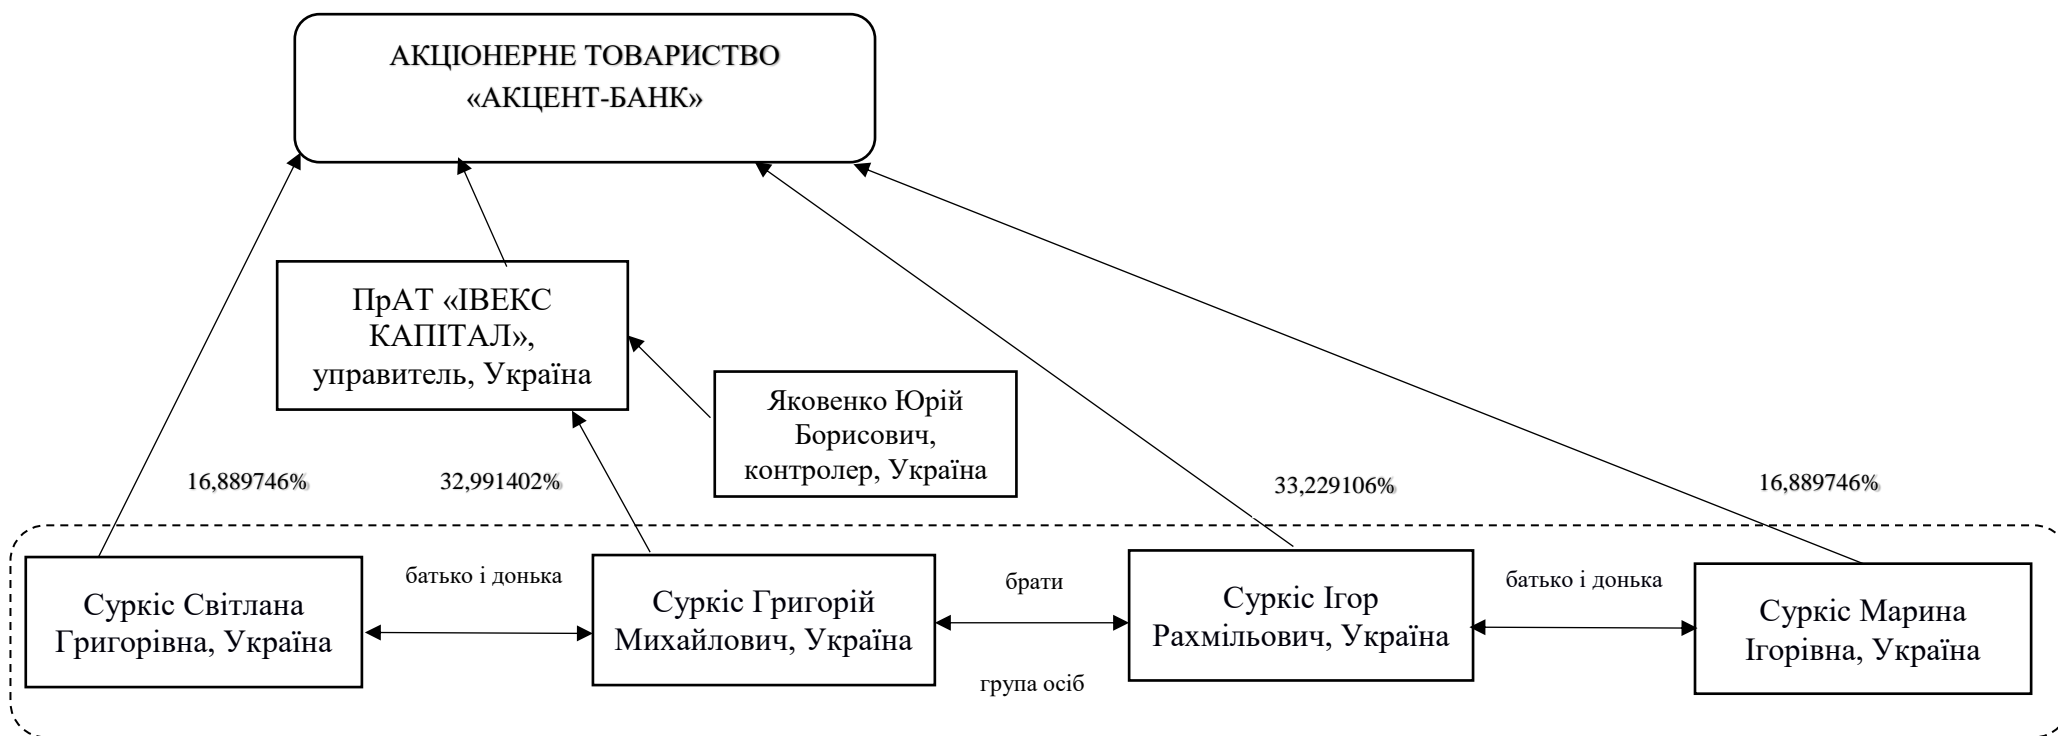 АКЦІОНЕРНЕ ТОВАРИСТВО
«АКЦЕНТ-БАНК»
ПрАТ «ІВЕКС
КАПІТАЛ»,
управитель, Україна
Яковенко Юрій
Борисович,
контролер, Україна
16,889746%
32,991402%
33,229106%
16,889746%
Суркіс Світлана
Григорівна, Україна
батько і донька
Суркіс Григорій
Михайлович, Україна
брати
група осіб
Суркіс Ігор
Рахмільович, Україна
батько і донька
Суркіс Марина
Ігорівна, Україна